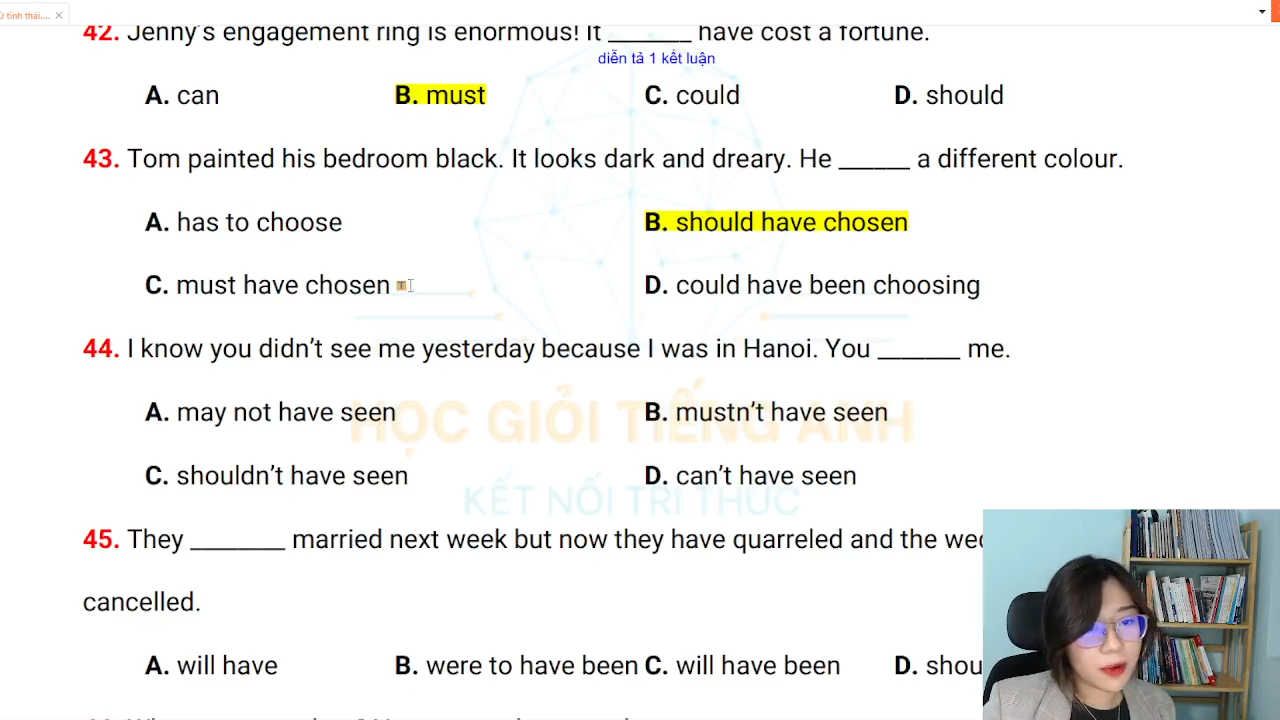 ừ tình thái....
42. Jenny's engagement ring is enormous! It _______ have cost a fortune.
diễn tả 1 kết luận
A. can B. must C. could D. should
43. Tom painted his bedroom black. It looks dark and dreary. He ______ a different colour.
A. has to choose B. should have chosen
C. must have chosen D. could have been choosing
44. I know you didn't see me yesterday because I was in Hanoi. You _______ me.
A. may not have seen B. mustn't have seen
HỌC GIỎI TIẾNG ANH
C. shouldn't have seen D. can't have seen
KẾT NỐI TRI THỨC
45. They ________ married next week but now they have quarreled and the
cancelled.
A. will have B. were to have been C. will have been D.